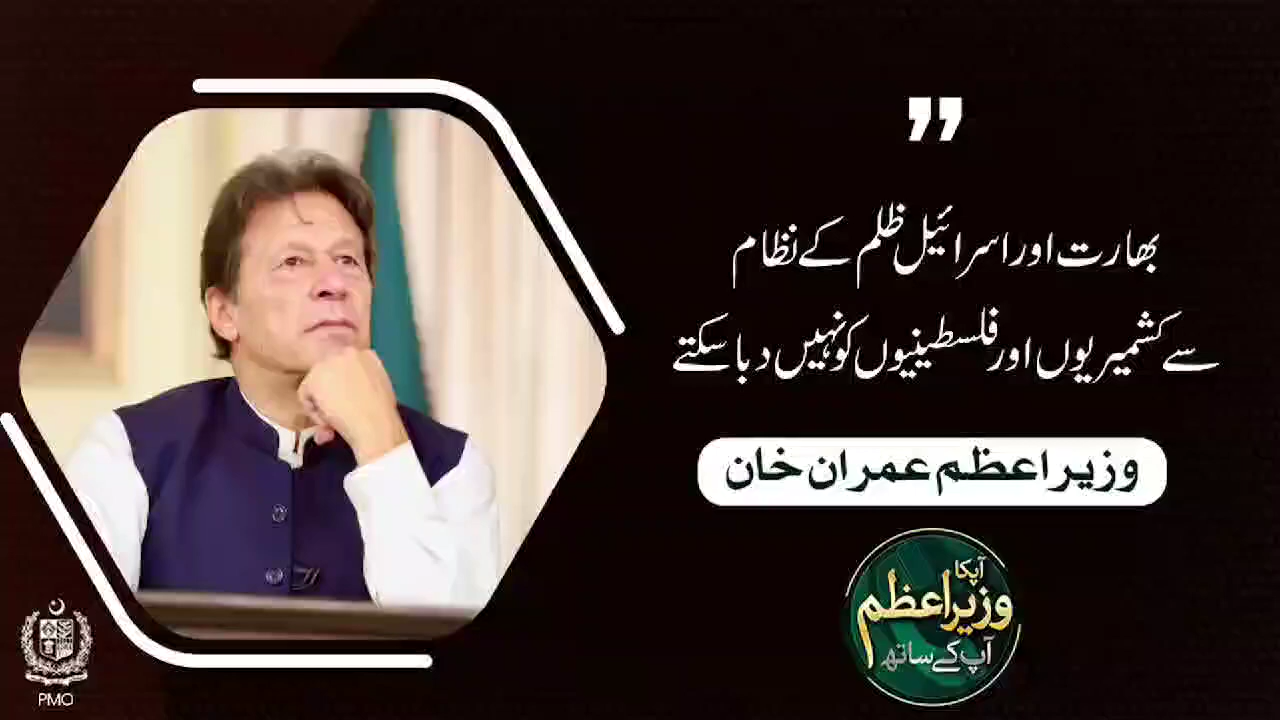 ”
بھارت اور اسرائیل ظلم کے نظام
سے کشمیریوں اور فلسطینیوں کو نہیں دبا سکتے
وزیراعظم عمران خان
آپکا
وزیراعظم
آپ کے ساتھ
PMO